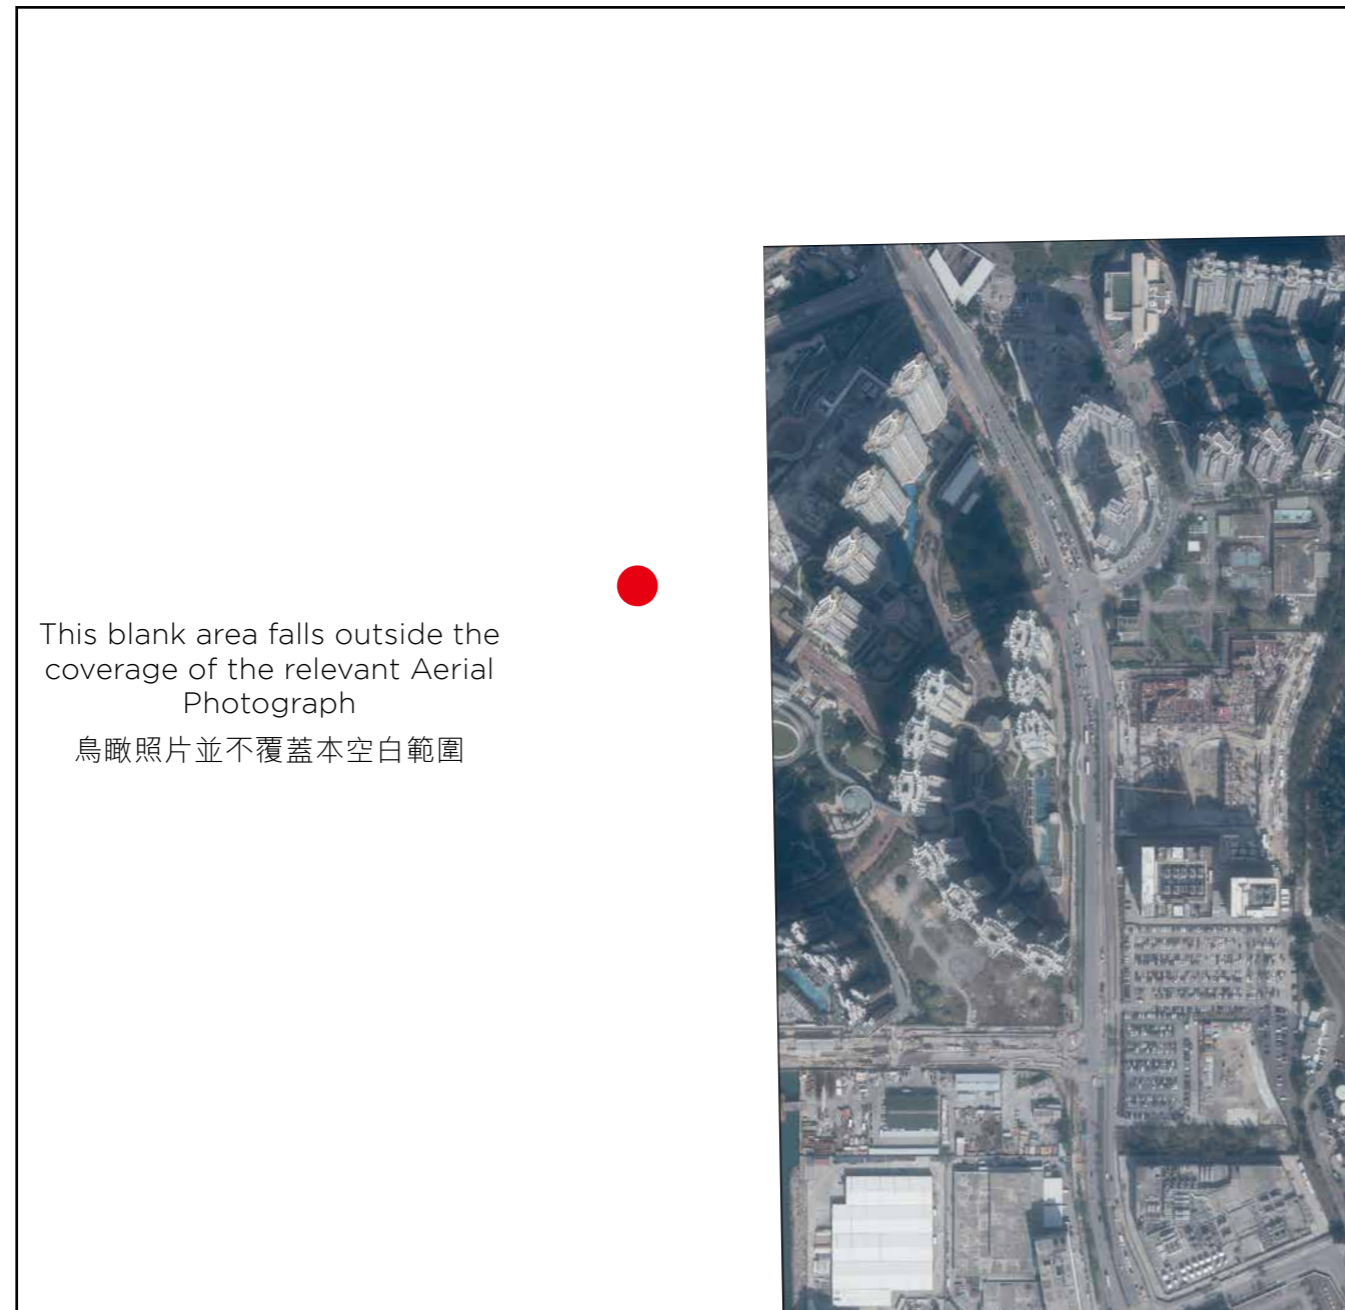 This blank area falls outside the
coverage of the relevant Aerial
Photograph
鳥瞰照片並不覆蓋本空白範圍